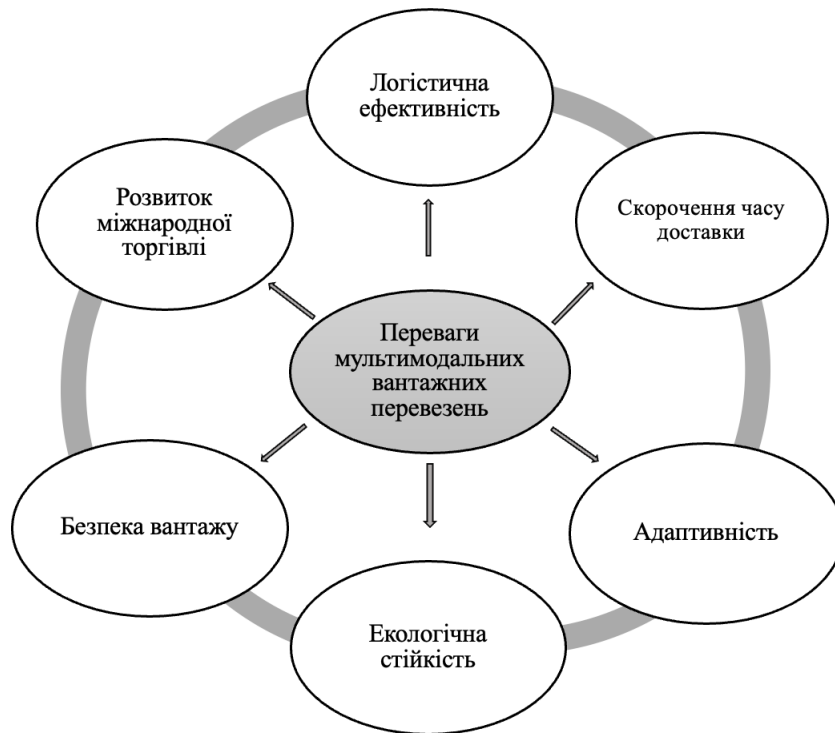 Логістична
ефективність
Розвиток
міжнародної
торгівлі
Скорочення часу
доставки
Переваги
мультимодальних
вантажних
перевезень
Безпека вантажу
Адаптивність
Екологічна
стійкість